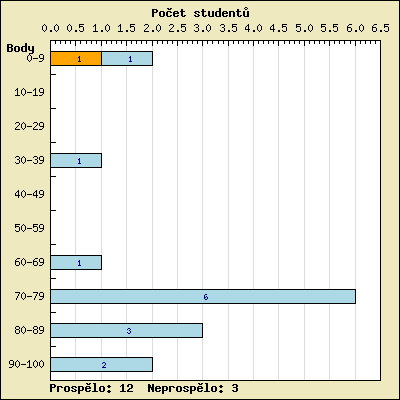 Počet studentů
0.0 0.5 1.0 1.5 2.0 2.5 3.0 3.5 4.0 4.5 5.0 5.5 6.0 6.5
Body
0-9 1 1
10-19
20-29
30-39 1
40-49
50-59
60-69 1
70-79 6
80-89 3
90-100 2
Prospělo: 12 Neprospělo: 3